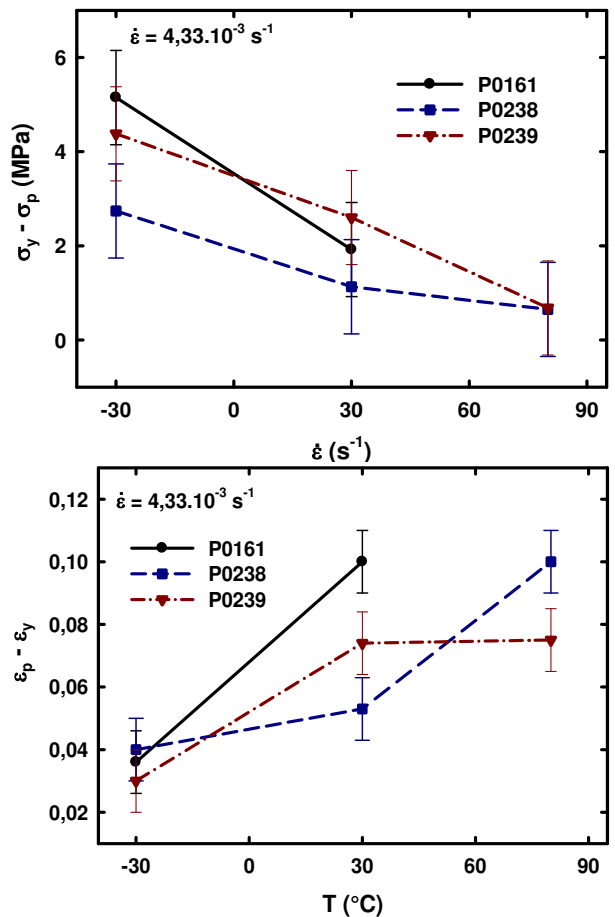 ε̇ = 4,33.10⁻³ s⁻¹
P0161
P0238
P0239
σy - σp (MPa)
6
4
2
0
-30 0 30 60 90
ε̇ (s⁻¹)
ε̇ = 4,33.10⁻³ s⁻¹
P0161
P0238
P0239
εp - εy
0,12
0,10
0,08
0,06
0,04
0,02
-30 0 30 60 90
T (°C)